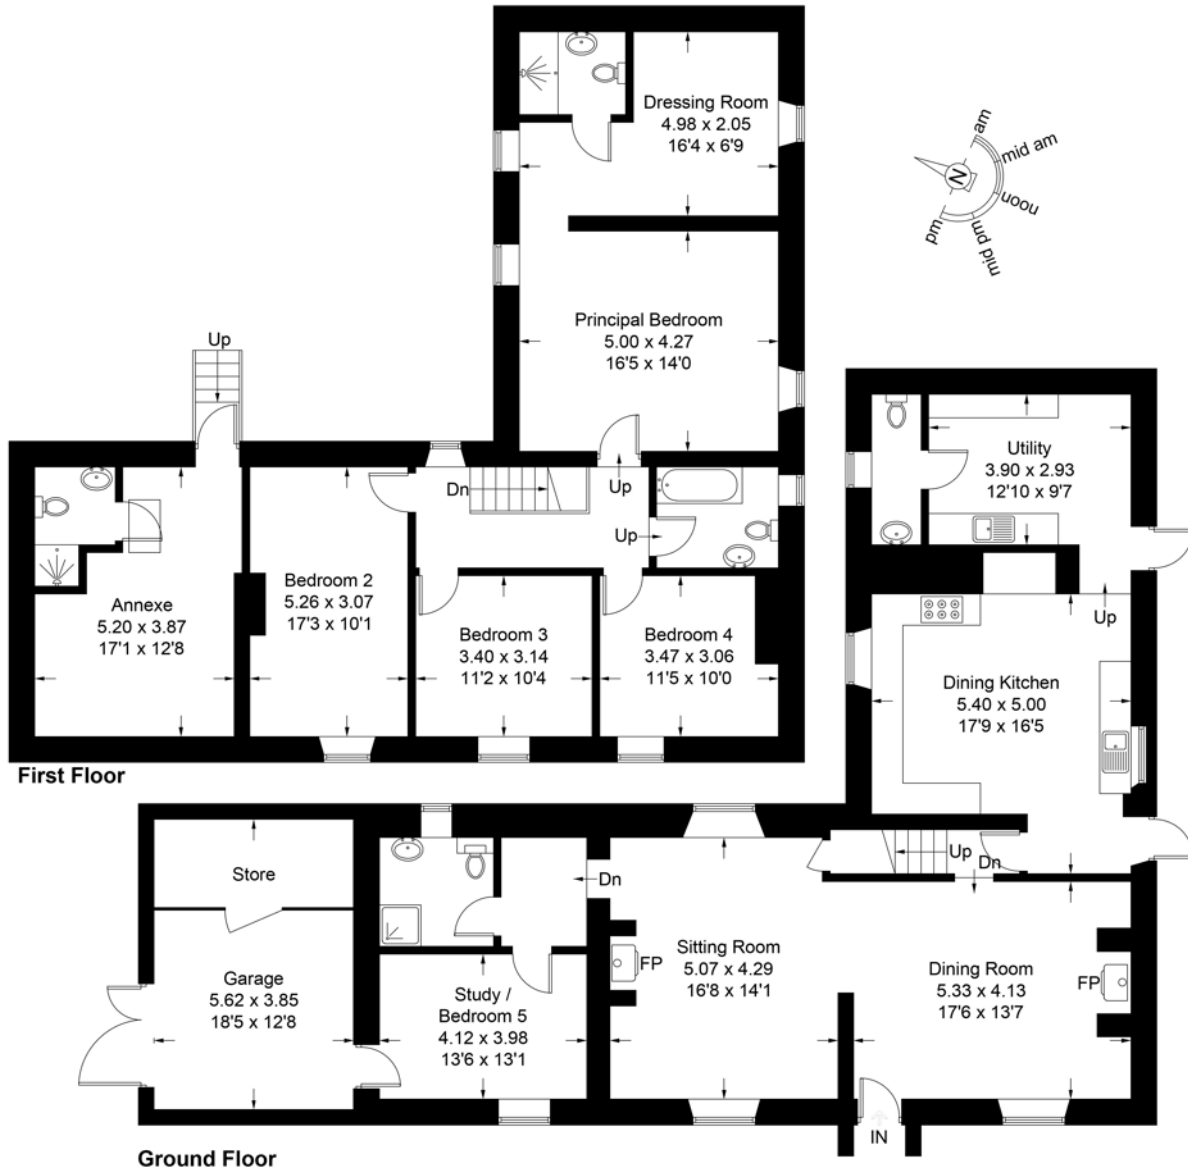 Dressing Room
4.98 x 2.05
16'4 x 6'9
am
mid am
noon
mid pm
pm
N
Principal Bedroom
5.00 x 4.27
16'5 x 14'0
Up
Dn
Up
Up
Annexe
5.20 x 3.87
17'1 x 12'8
Bedroom 2
5.26 x 3.07
17'3 x 10'1
Bedroom 3
3.40 x 3.14
11'2 x 10'4
Bedroom 4
3.47 x 3.06
11'5 x 10'0
First Floor
Utility
3.90 x 2.93
12'10 x 9'7
Up
Dining Kitchen
5.40 x 5.00
17'9 x 16'5
Store
Dn
Up
Dn
Garage
5.62 x 3.85
18'5 x 12'8
Study /
Bedroom 5
4.12 x 3.98
13'6 x 13'1
FP
Sitting Room
5.07 x 4.29
16'8 x 14'1
Dining Room
5.33 x 4.13
17'6 x 13'7
FP
IN
Ground Floor